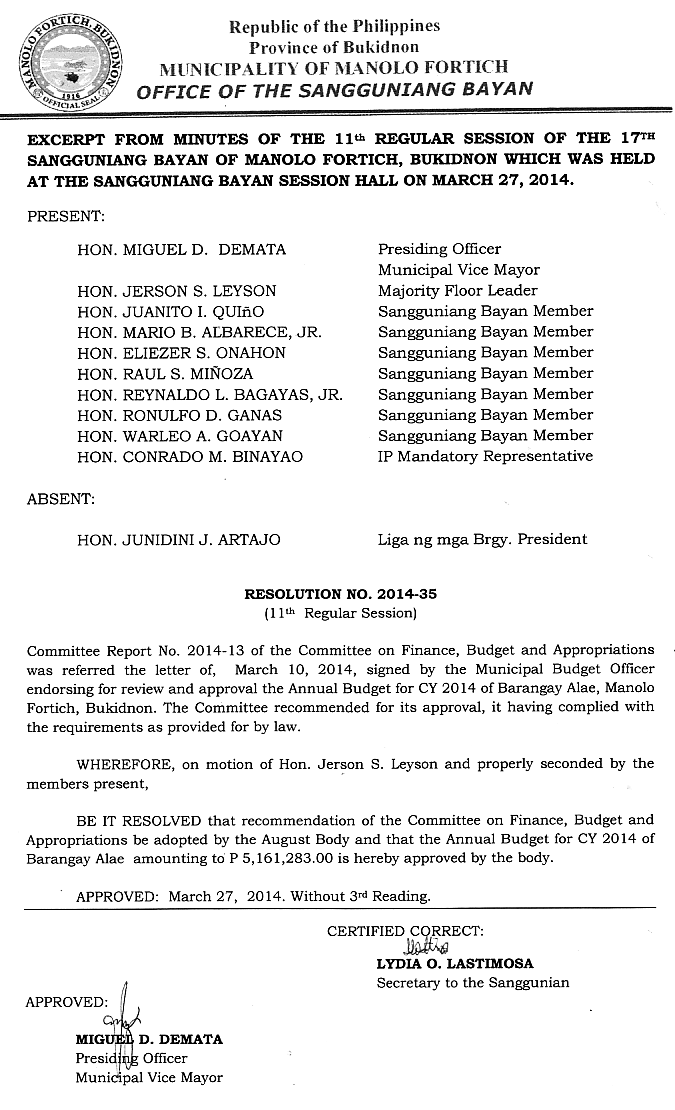 MANOLO FORTICH, BUKIDNON
1916
OFFICIAL SEAL
Republic of the Philippines
Province of Bukidnon
MUNICIPALITY OF MANOLO FORTICH
OFFICE OF THE SANGGUNIANG BAYAN
EXCERPT FROM MINUTES OF THE 11th REGULAR SESSION OF THE 17TH
SANGGUNIANG BAYAN OF MANOLO FORTICH, BUKIDNON WHICH WAS HELD
AT THE SANGGUNIANG BAYAN SESSION HALL ON MARCH 27, 2014.
PRESENT:
HON. MIGUEL D. DEMATA Presiding Officer
Municipal Vice Mayor
HON. JERSON S. LEYSON Majority Floor Leader
HON. JUANITO I. QUIñO Sangguniang Bayan Member
HON. MARIO B. ALBARECE, JR. Sangguniang Bayan Member
HON. ELIEZER S. ONAHON Sangguniang Bayan Member
HON. RAUL S. MIÑOZA Sangguniang Bayan Member
HON. REYNALDO L. BAGAYAS, JR. Sangguniang Bayan Member
HON. RONULFO D. GANAS Sangguniang Bayan Member
HON. WARLEO A. GOAYAN Sangguniang Bayan Member
HON. CONRADO M. BINAYAO IP Mandatory Representative
ABSENT:
HON. JUNIDINI J. ARTAJO Liga ng mga Brgy. President
RESOLUTION NO. 2014-35
(11th Regular Session)
Committee Report No. 2014-13 of the Committee on Finance, Budget and Appropriations
was referred the letter of, March 10, 2014, signed by the Municipal Budget Officer
endorsing for review and approval the Annual Budget for CY 2014 of Barangay Alae, Manolo
Fortich, Bukidnon. The Committee recommended for its approval, it having complied with
the requirements as provided for by law.
WHEREFORE, on motion of Hon. Jerson S. Leyson and properly seconded by the
members present,
BE IT RESOLVED that recommendation of the Committee on Finance, Budget and
Appropriations be adopted by the August Body and that the Annual Budget for CY 2014 of
Barangay Alae amounting to P 5,161,283.00 is hereby approved by the body.
APPROVED: March 27, 2014. Without 3rd Reading.
CERTIFIED CORRECT:
LYDIA O. LASTIMOSA
Secretary to the Sanggunian
APPROVED:
MIGUEL D. DEMATA
Presiding Officer
Municipal Vice Mayor